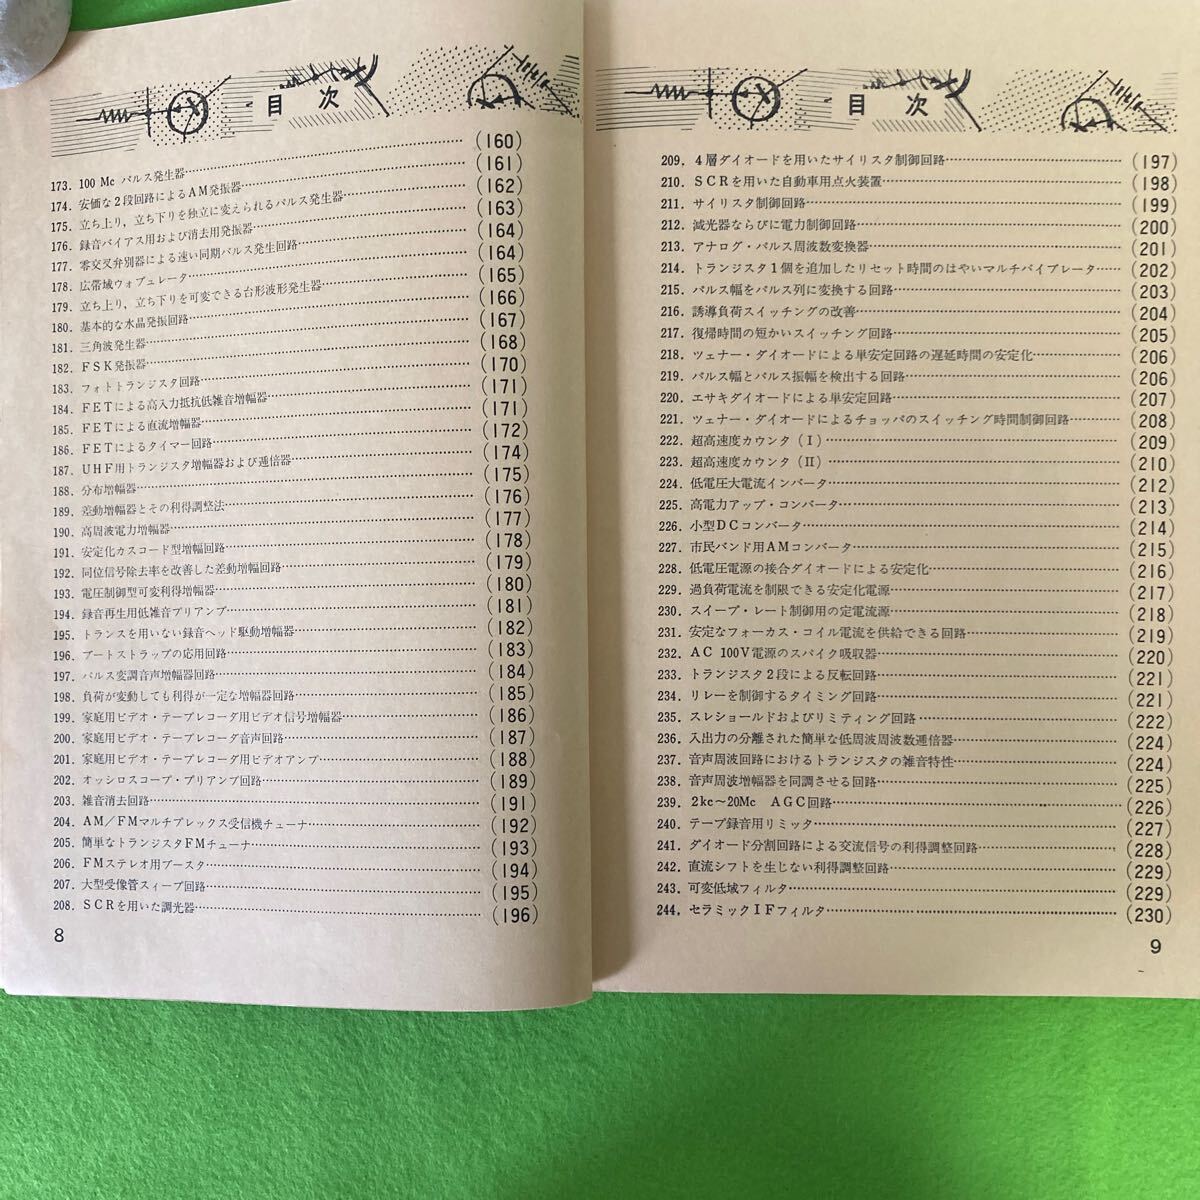 目次
173. 100 Mc パルス発生器 (160)
174. 安価な2段回路によるAM発振器 (161)
175. 立ち上り，立ち下りを独立に変えられるパルス発生器 (162)
176. 録音バイアス用および消去用発振器 (163)
177. 零交叉弁別器による速い同期パルス発生回路 (164)
178. 広帯域ウォブュレータ (164)
179. 立ち上り，立ち下りを可変できる台形波形発生器 (165)
180. 基本的な水晶発振回路 (166)
181. 三角波発生器 (167)
182. FSK発振器 (168)
183. フォトトランジスタ回路 (170)
184. FETによる高入力抵抗低雑音増幅器 (171)
185. FETによる直流増幅器 (171)
186. FETによるタイマー回路 (172)
187. UHF用トランジスタ増幅器および逓倍器 (174)
188. 分布増幅器 (175)
189. 差動増幅器とその利得調整法 (176)
190. 高周波電力増幅器 (177)
191. 安定化カスコード型増幅回路 (178)
192. 同位信号除去率を改善した差動増幅回路 (179)
193. 電圧制御型可変利得増幅器 (180)
194. 録音再生用低雑音プリアンプ (181)
195. トランスを用いない録音ヘッド駆動増幅器 (182)
196. ブートストラップの応用回路 (183)
197. パルス変調音声増幅器回路 (184)
198. 負荷が変動しても利得が一定な増幅器回路 (185)
199. 家庭用ビデオ・テープレコーダ用ビデオ信号増幅器 (186)
200. 家庭用ビデオ・テープレコーダ音声回路 (187)
201. 家庭用ビデオ・テープレコーダ用ビデオアンプ (188)
202. オッシロスコープ・プリアンプ回路 (189)
203. 雑音消去回路 (191)
204. AM／FMマルチプレックス受信機チューナ (192)
205. 簡単なトランジスタFMチューナ (193)
206. FMステレオ用ブースタ (194)
207. 大型受像管スィープ回路 (195)
208. SCRを用いた調光器 (196)
8
目次
209. 4層ダイオードを用いたサイリスタ制御回路 (197)
210. SCRを用いた自動車用点火装置 (198)
211. サイリスタ制御回路 (199)
212. 減光器ならびに電力制御回路 (200)
213. アナログ・パルス周波数変換器 (201)
214. トランジスタ1個を追加したリセット時間のはやいマルチバイブレータ (202)
215. パルス幅をパルス列に変換する回路 (203)
216. 誘導負荷スイッチングの改善 (204)
217. 復帰時間の短かいスイッチング回路 (205)
218. ツェナー・ダイオードによる単安定回路の遅延時間の安定化 (206)
219. パルス幅とパルス振幅を検出する回路 (206)
220. エサキダイオードによる単安定回路 (207)
221. ツェナー・ダイオードによるチョッパのスイッチング時間制御回路 (208)
222. 超高速度カウンタ（I） (209)
223. 超高速度カウンタ（II） (210)
224. 低電圧大電流インバータ (212)
225. 高電力アップ・コンバータ (213)
226. 小型DCコンバータ (214)
227. 市民バンド用AMコンバータ (215)
228. 低電圧電源の接合ダイオードによる安定化 (216)
229. 過負荷電流を制限できる安定化電源 (217)
230. スイープ・レート制御用の定電流源 (218)
231. 安定なフォーカス・コイル電流を供給できる回路 (219)
232. AC 100V電源のスパイク吸収器 (220)
233. トランジスタ2段による反転回路 (221)
234. リレーを制御するタイミング回路 (221)
235. スレショールドおよびリミティング回路 (222)
236. 入出力の分離された簡単な低周波周波数逓倍器 (224)
237. 音声周波回路におけるトランジスタの雑音特性 (224)
238. 音声周波増幅器を同調させる回路 (225)
239. 2kc～20Mc AGC回路 (226)
240. テープ録音用リミッタ (227)
241. ダイオード分割回路による交流信号の利得調整回路 (228)
242. 直流シフトを生じない利得調整回路 (229)
243. 可変低域フィルタ (229)
244. セラミックIFフィルタ (230)
9